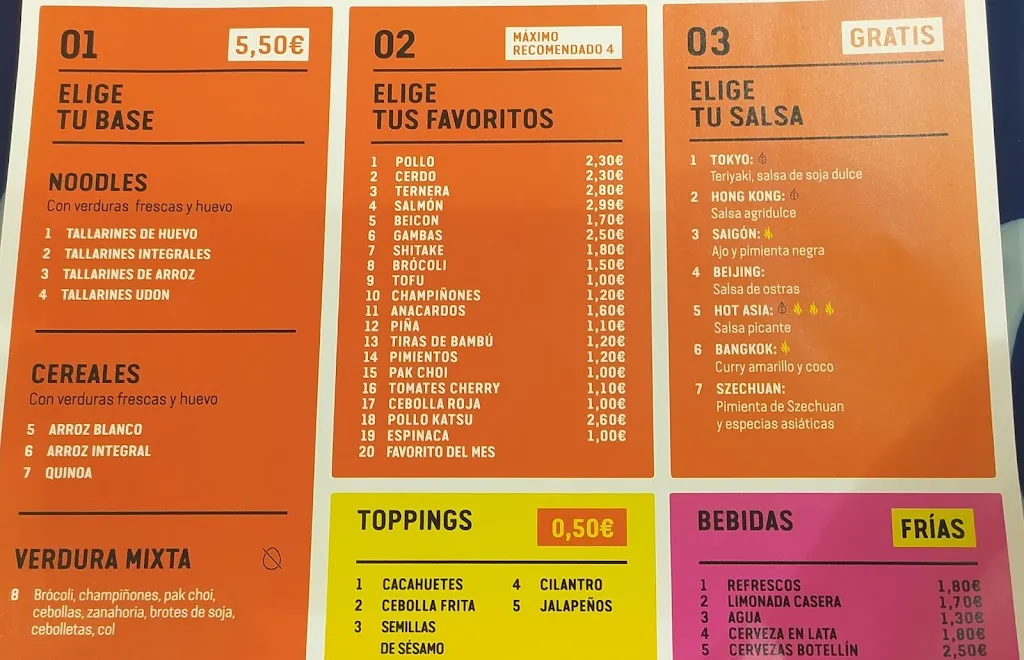 01
5,50€
ELIGE
TU BASE
NOODLES
Con verduras frescas y huevo
1 TALLARINES DE HUEVO
2 TALLARINES INTEGRALES
3 TALLARINES DE ARROZ
4 TALLARINES UDON
CEREALES
Con verduras frescas y huevo
5 ARROZ BLANCO
6 ARROZ INTEGRAL
7 QUINOA
VERDURA MIXTA
8 Brócoli, champiñones, pak choi,
cebollas, zanahoria, brotes de soja,
cebolletas, col
02
MÁXIMO
RECOMENDADO 4
ELIGE
TUS FAVORITOS
1 POLLO 2,30€
2 CERDO 2,30€
3 TERNERA 2,80€
4 SALMÓN 2,99€
5 BEICON 1,70€
6 GAMBAS 2,50€
7 SHITAKE 1,80€
8 BRÓCOLI 1,50€
9 TOFU 1,00€
10 CHAMPIÑONES 1,20€
11 ANACARDOS 1,60€
12 PIÑA 1,10€
13 TIRAS DE BAMBÚ 1,20€
14 PIMIENTOS 1,20€
15 PAK CHOI 1,00€
16 TOMATES CHERRY 1,10€
17 CEBOLLA ROJA 1,00€
18 POLLO KATSU 2,60€
19 ESPINACA 1,00€
20 FAVORITO DEL MES
03
GRATIS
ELIGE
TU SALSA
1 TOKYO:
Teriyaki, salsa de soja dulce
2 HONG KONG:
Salsa agridulce
3 SAIGÓN:
Ajo y pimienta negra
4 BEIJING:
Salsa de ostras
5 HOT ASIA:
Salsa picante
6 BANGKOK:
Curry amarillo y coco
7 SZECHUAN:
Pimienta de Szechuan
y especias asiáticas
TOPPINGS
0,50€
1 CACAHUETES
2 CEBOLLA FRITA
3 SEMILLAS
DE SÉSAMO
4 CILANTRO
5 JALAPEÑOS
BEBIDAS
FRÍAS
1 REFRESCOS 1,80€
2 LIMONADA CASERA 1,70€
3 AGUA 1,30€
4 CERVEZA EN LATA 1,80€
5 CERVEZAS BOTELLÍN 2,50€